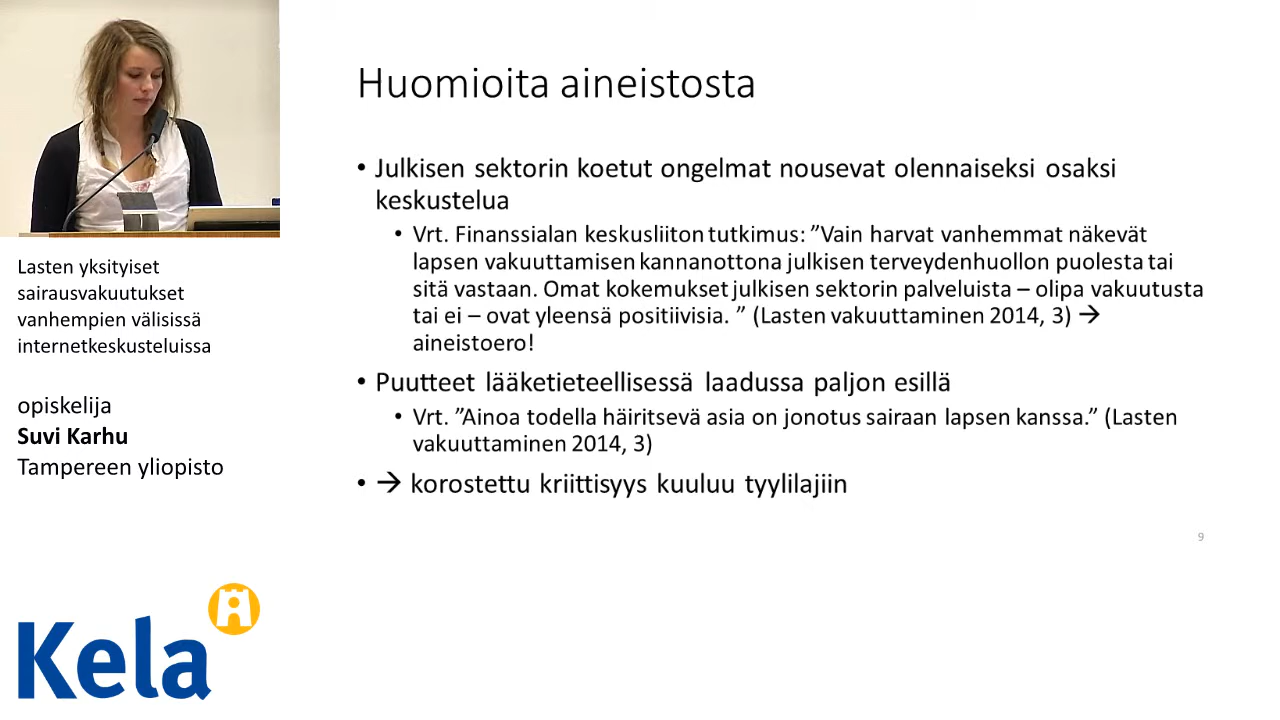 Huomioita aineistosta
• Julkisen sektorin koetut ongelmat nousevat olennaiseksi osaksi
keskustelua
• Vrt. Finanssialan keskusliiton tutkimus: ”Vain harvat vanhemmat näkevät
lapsen vakuuttamisen kannanottona julkisen terveydenhuollon puolesta tai
sitä vastaan. Omat kokemukset julkisen sektorin palveluista – olipa vakuutusta
tai ei – ovat yleensä positiivisia. ” (Lasten vakuuttaminen 2014, 3) →
aineistoero!
• Puutteet lääketieteellisessä laadussa paljon esillä
• Vrt. ”Ainoa todella häiritsevä asia on jonotus sairaan lapsen kanssa.” (Lasten
vakuuttaminen 2014, 3)
• → korostettu kriittisyys kuuluu tyylilajiin
9
Lasten yksityiset
sairausvakuutukset
vanhempien välisissä
internetkeskusteluissa
opiskelija
Suvi Karhu
Tampereen yliopisto
Kela